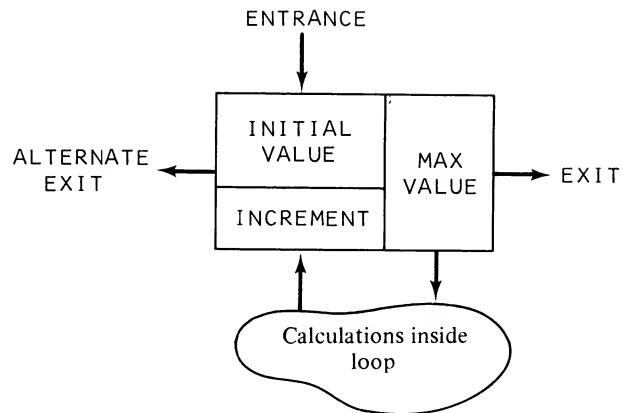 ENTRANCE
INITIAL
VALUE
ALTERNATE
EXIT
MAX
VALUE
EXIT
INCREMENT
Calculations inside
loop